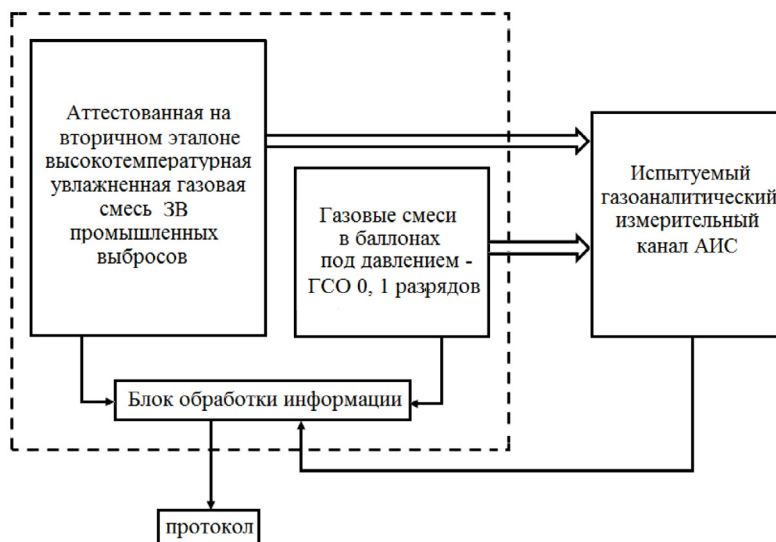 Аттестованная на
вторичном эталоне
высокотемпературная
увлажненная газовая
смесь ЗВ
промышленных
выбросов
Газовые смеси
в баллонах
под давлением -
ГСО 0, 1 разрядов
Испытуемый
газоаналитический
измерительный
канал АИС
Блок обработки информации
протокол